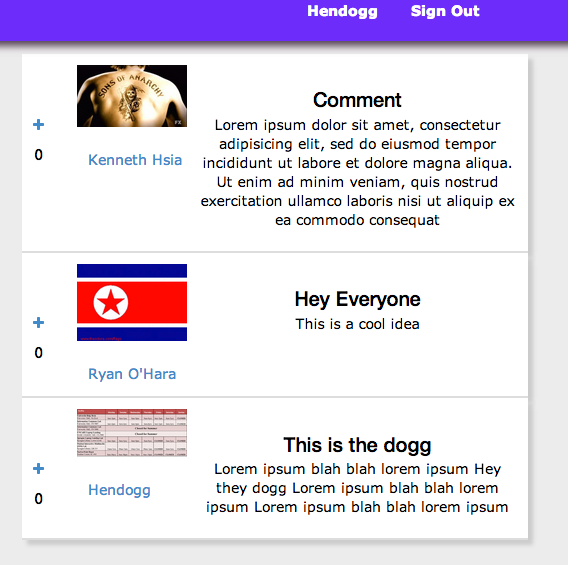 Hendogg Sign Out
SONS OF ANARCHY
FX
+
0
Kenneth Hsia
Comment
Lorem ipsum dolor sit amet, consectetur
adipisicing elit, sed do eiusmod tempor
incididunt ut labore et dolore magna aliqua.
Ut enim ad minim veniam, quis nostrud
exercitation ullamco laboris nisi ut aliquip ex
ea commodo consequat
+
0
Ryan O'Hara
Hey Everyone
This is a cool idea
+
0
Hendogg
This is the dogg
Lorem ipsum blah blah lorem ipsum Hey
they dogg Lorem ipsum blah blah lorem
ipsum Lorem ipsum blah blah lorem ipsum